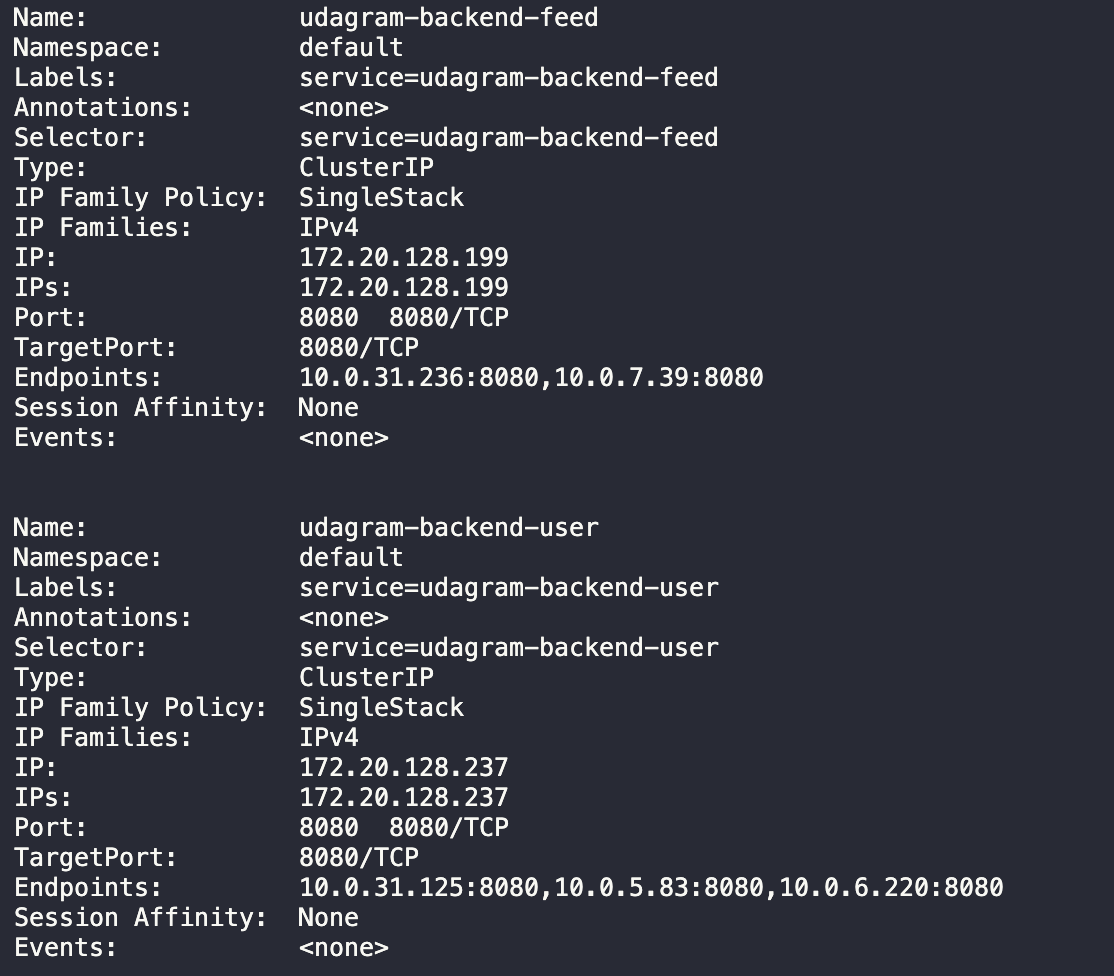 Name:              udagram-backend-feed
Namespace:         default
Labels:            service=udagram-backend-feed
Annotations:       <none>
Selector:          service=udagram-backend-feed
Type:              ClusterIP
IP Family Policy:  SingleStack
IP Families:       IPv4
IP:                172.20.128.199
IPs:               172.20.128.199
Port:              8080  8080/TCP
TargetPort:        8080/TCP
Endpoints:         10.0.31.236:8080,10.0.7.39:8080
Session Affinity:  None
Events:            <none>
Name:              udagram-backend-user
Namespace:         default
Labels:            service=udagram-backend-user
Annotations:       <none>
Selector:          service=udagram-backend-user
Type:              ClusterIP
IP Family Policy:  SingleStack
IP Families:       IPv4
IP:                172.20.128.237
IPs:               172.20.128.237
Port:              8080  8080/TCP
TargetPort:        8080/TCP
Endpoints:         10.0.31.125:8080,10.0.5.83:8080,10.0.6.220:8080
Session Affinity:  None
Events:            <none>